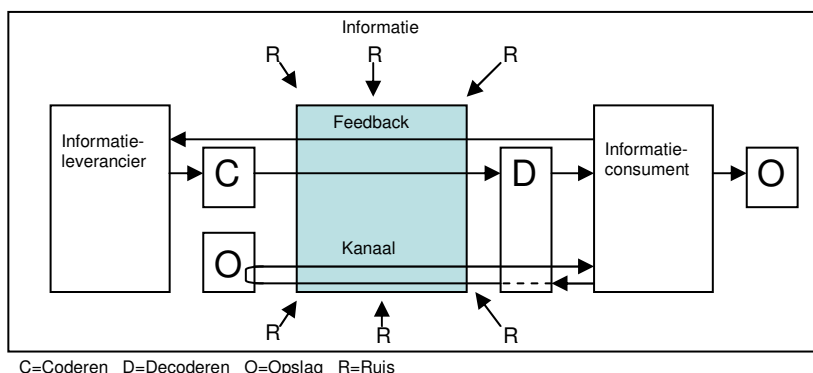 Informatie
R R R
Feedback
Informatie-
leverancier
Informatie-
consument
C D O
Kanaal
O
R R R
C=Coderen D=Decoderen O=Opslag R=Ruis